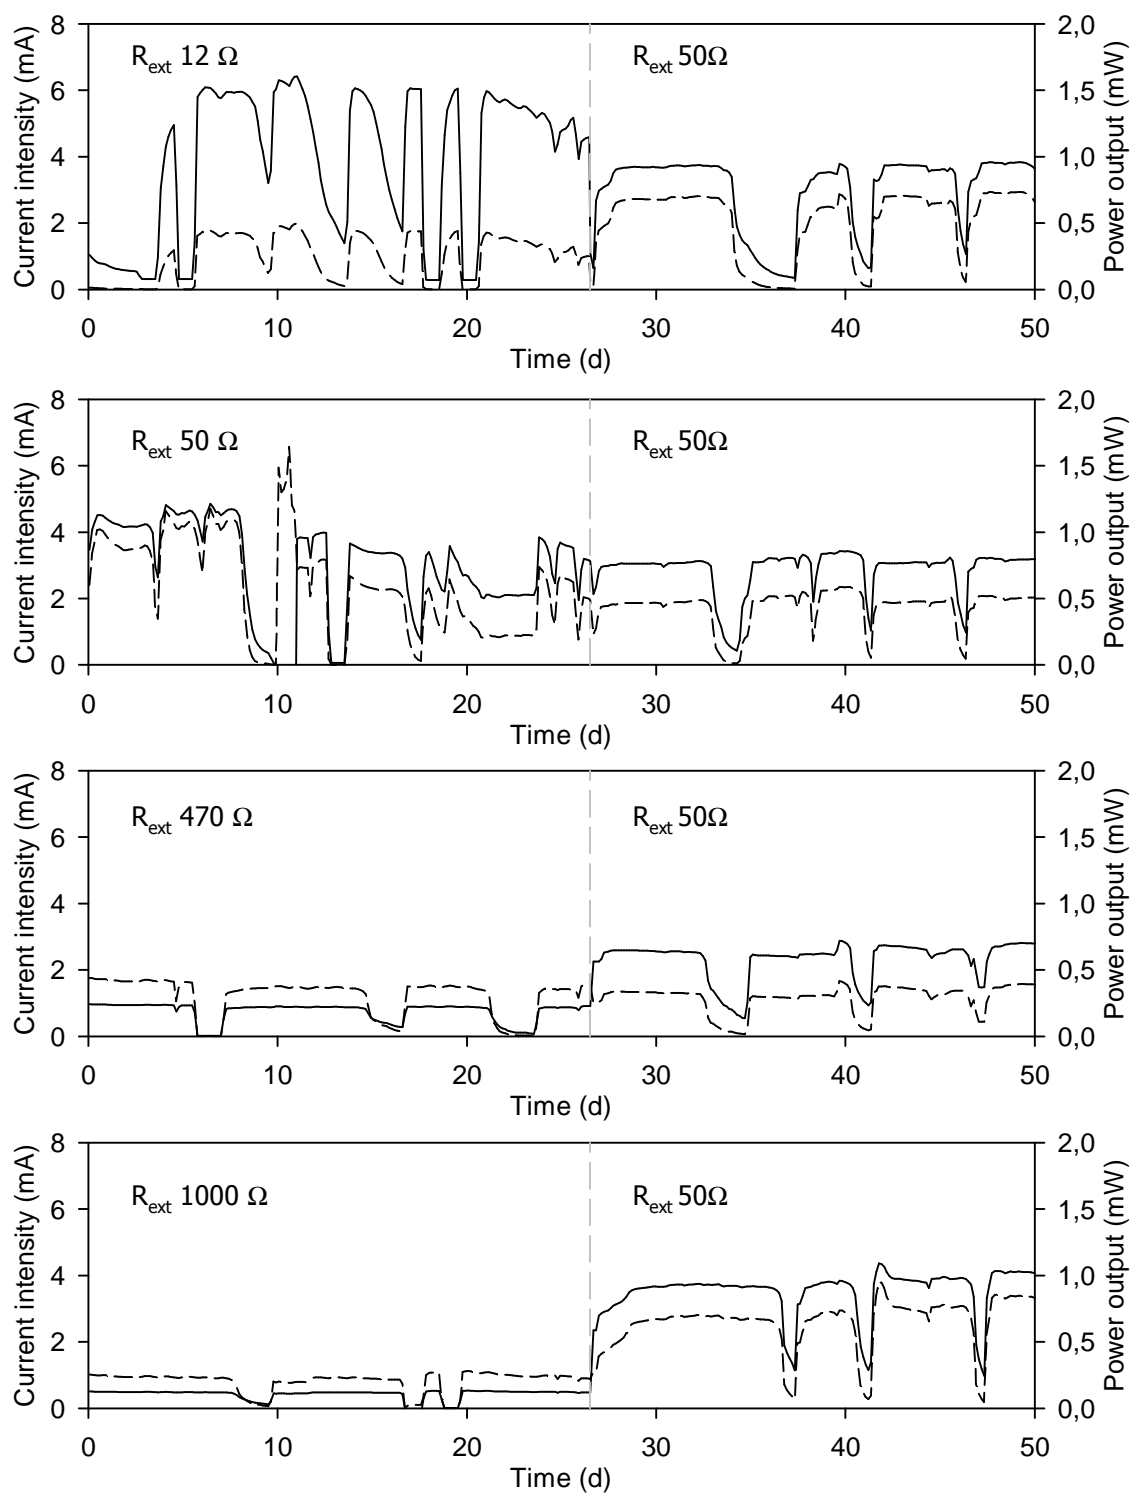 8 2,0
R_ext 12 Ω R_ext 50Ω
6 1,5
4 1,0
2 0,5
0 0,0
Current intensity (mA)
Power output (mW)
0 10 20 30 40 50
Time (d)
8 2,0
R_ext 50 Ω R_ext 50Ω
6 1,5
4 1,0
2 0,5
0 0,0
Current intensity (mA)
Power output (mW)
0 10 20 30 40 50
Time (d)
8 2,0
R_ext 470 Ω R_ext 50Ω
6 1,5
4 1,0
2 0,5
0 0,0
Current intensity (mA)
Power output (mW)
0 10 20 30 40 50
Time (d)
8 2,0
R_ext 1000 Ω R_ext 50Ω
6 1,5
4 1,0
2 0,5
0 0,0
Current intensity (mA)
Power output (mW)
0 10 20 30 40 50
Time (d)